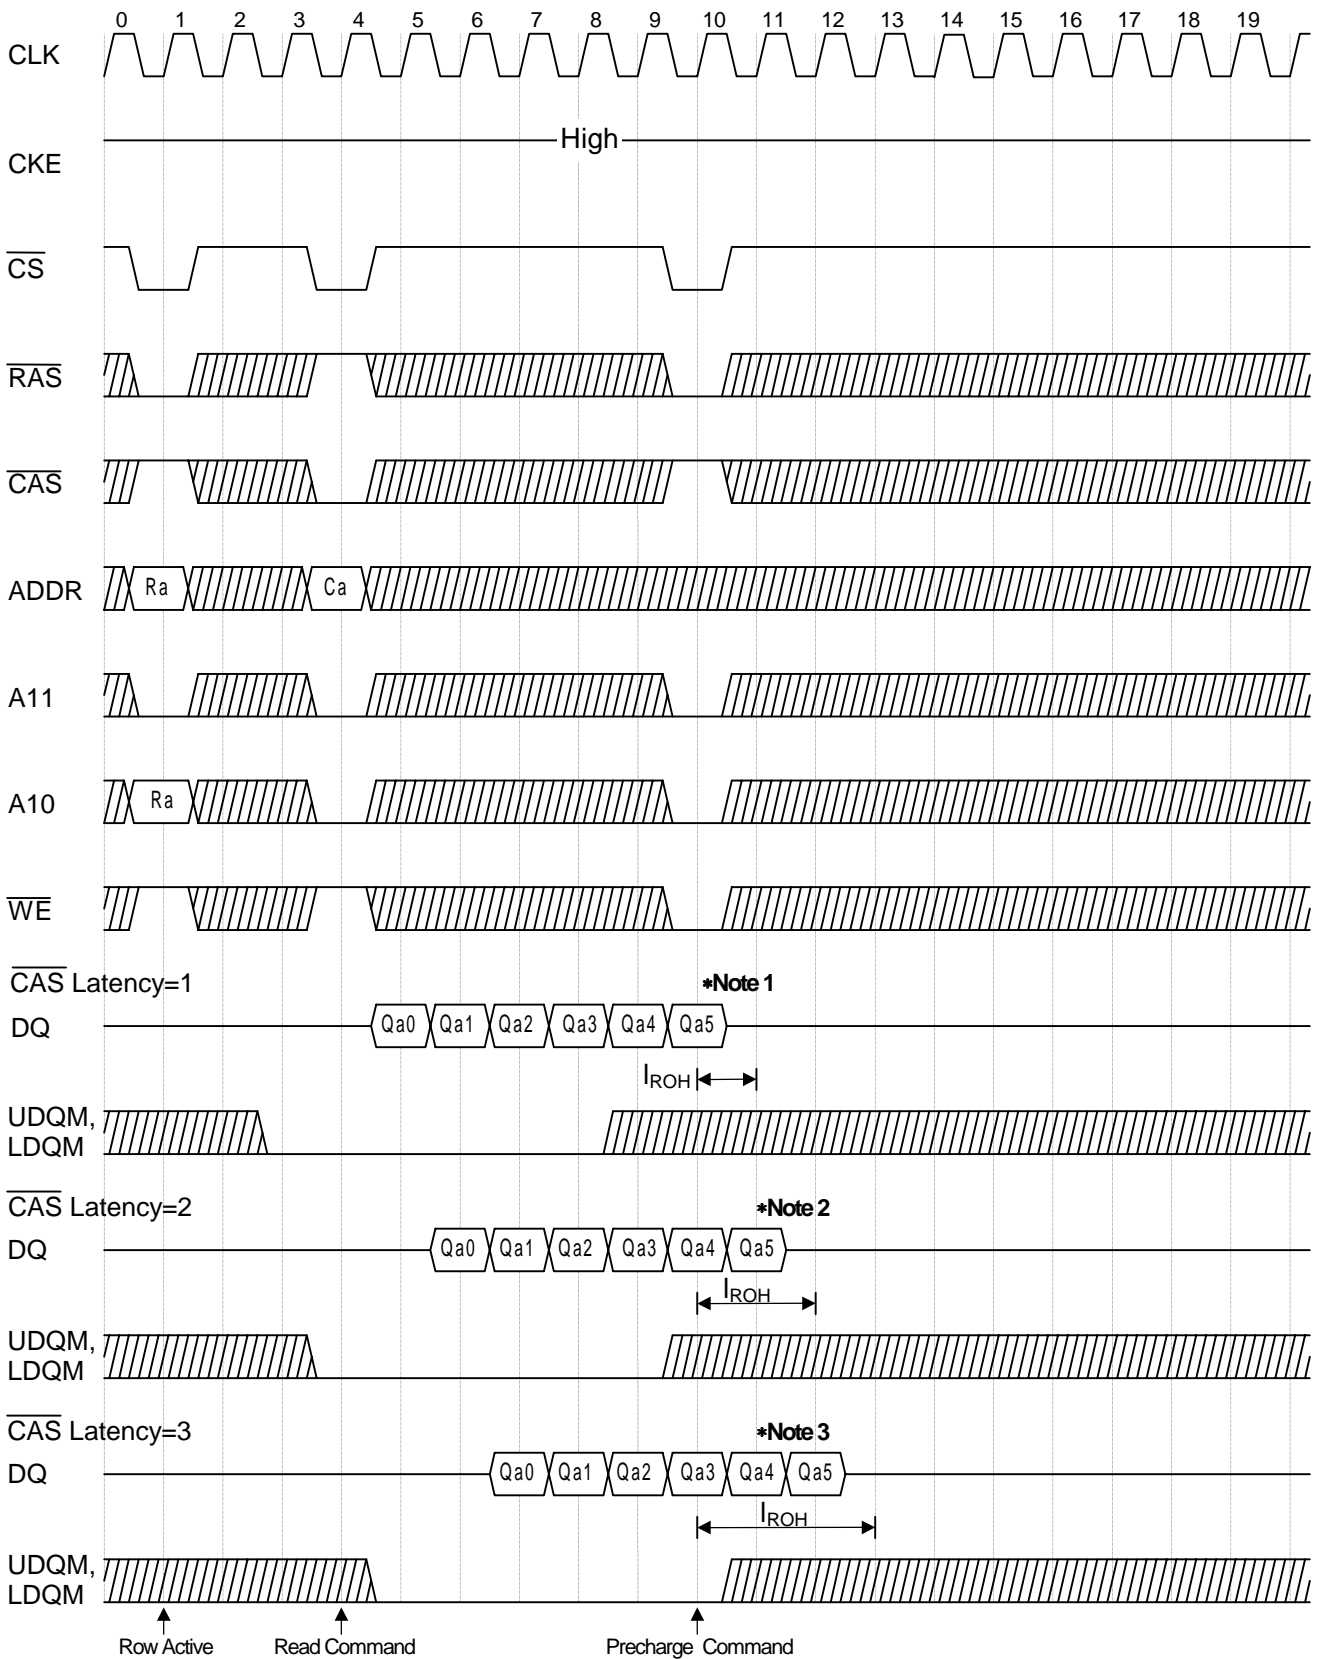 0 1 2 3 4 5 6 7 8 9 10 11 12 13 14 15 16 17 18 19
CLK
High
CKE
CS
RAS
CAS
ADDR Ra Ca
A11
A10 Ra
WE
CAS Latency=1 *Note 1
DQ Qa0 Qa1 Qa2 Qa3 Qa4 Qa5
IROH
UDQM,
LDQM
CAS Latency=2 *Note 2
DQ Qa0 Qa1 Qa2 Qa3 Qa4 Qa5
IROH
UDQM,
LDQM
CAS Latency=3 *Note 3
DQ Qa0 Qa1 Qa2 Qa3 Qa4 Qa5
IROH
UDQM,
LDQM
Row Active Read Command Precharge Command